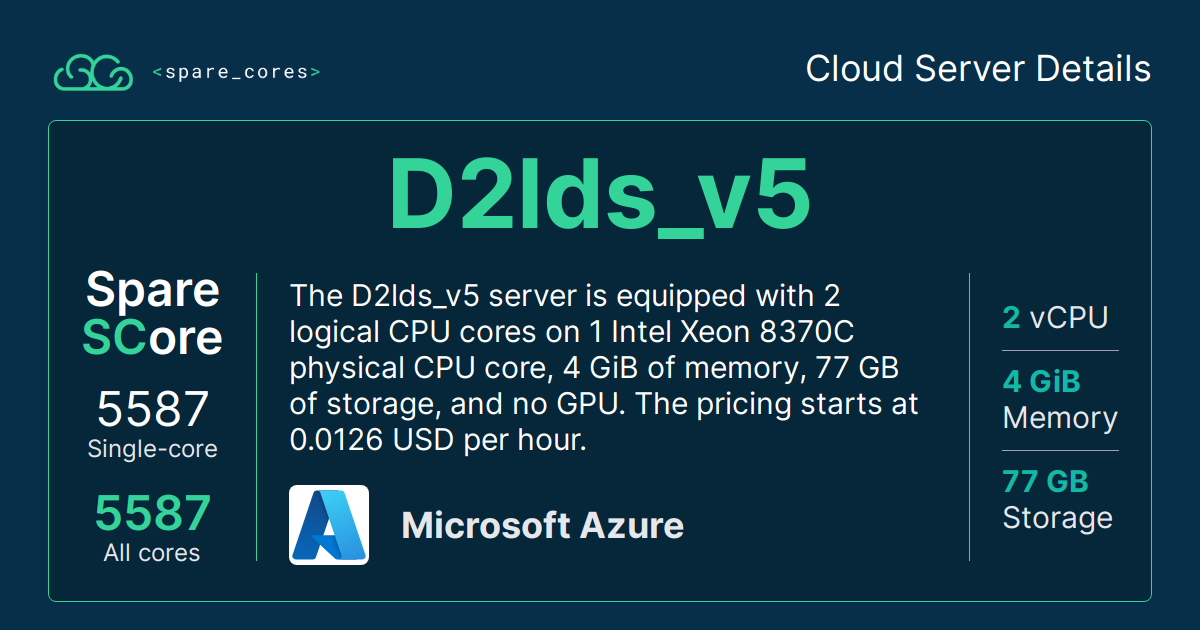 <spare_cores>
Cloud Server Details
D2lds_v5
Spare
SCore
5587
Single-core
5587
All cores
The D2lds_v5 server is equipped with 2
logical CPU cores on 1 Intel Xeon 8370C
physical CPU core, 4 GiB of memory, 77 GB
of storage, and no GPU. The pricing starts at
0.0126 USD per hour.
Microsoft Azure
2 vCPU
4 GiB
Memory
77 GB
Storage